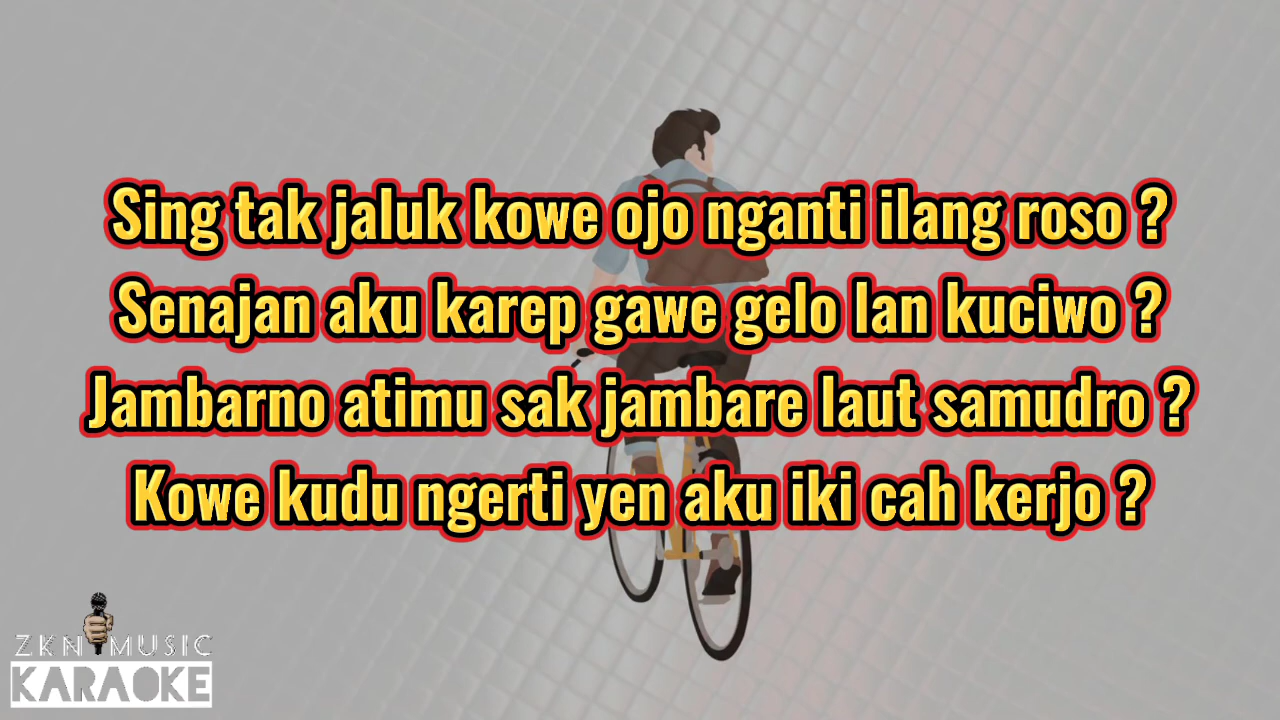 Sing tak jaluk kowe ojo nganti ilang roso ?
Senajan aku karep gawe gelo lan kuciwo ?
Jambarno atimu sak jambare laut samudro ?
Kowe kudu ngerti yen aku iki cah kerjo ?
ZKN MUSIC
KARAOKE